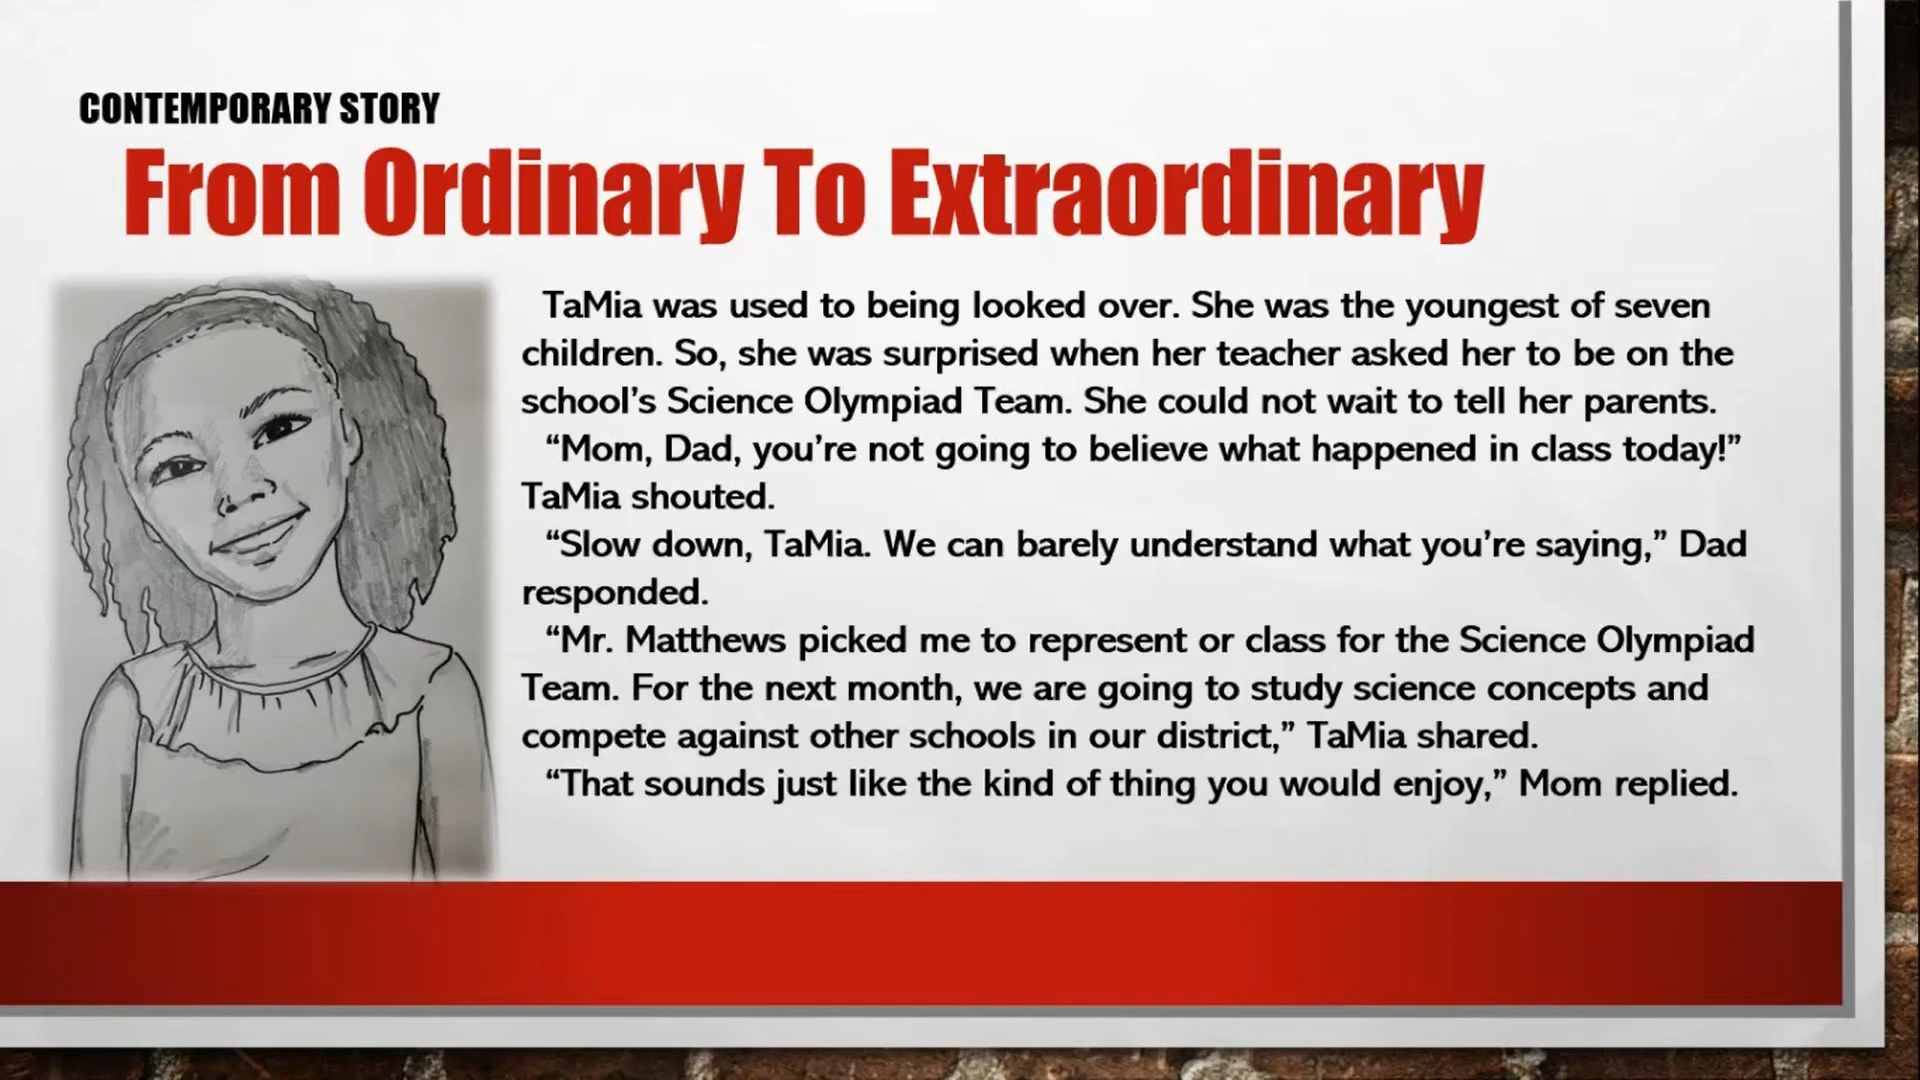 CONTEMPORARY STORY
From Ordinary To Extraordinary
TaMia was used to being looked over. She was the youngest of seven
children. So, she was surprised when her teacher asked her to be on the
school’s Science Olympiad Team. She could not wait to tell her parents.
“Mom, Dad, you’re not going to believe what happened in class today!”
TaMia shouted.
“Slow down, TaMia. We can barely understand what you’re saying,” Dad
responded.
“Mr. Matthews picked me to represent or class for the Science Olympiad
Team. For the next month, we are going to study science concepts and
compete against other schools in our district,” TaMia shared.
“That sounds just like the kind of thing you would enjoy,” Mom replied.